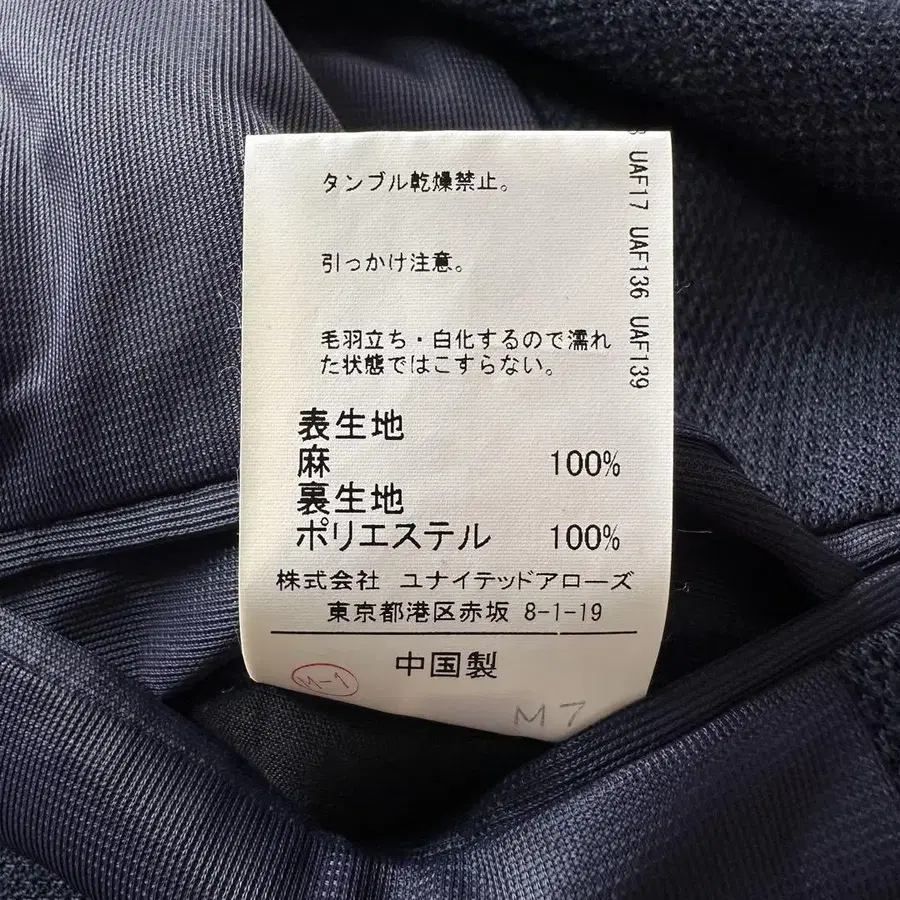 タンブル乾燥禁止。
引っかけ注意。
毛羽立ち・白化するので濡れ
た状態ではこすらない。
表生地
麻 100%
裏生地
ポリエステル 100%
株式会社 ユナイテッドアローズ
東京都港区赤坂 8-1-19
中国製
M-1
M7
UAF17 UAF136 UAF139